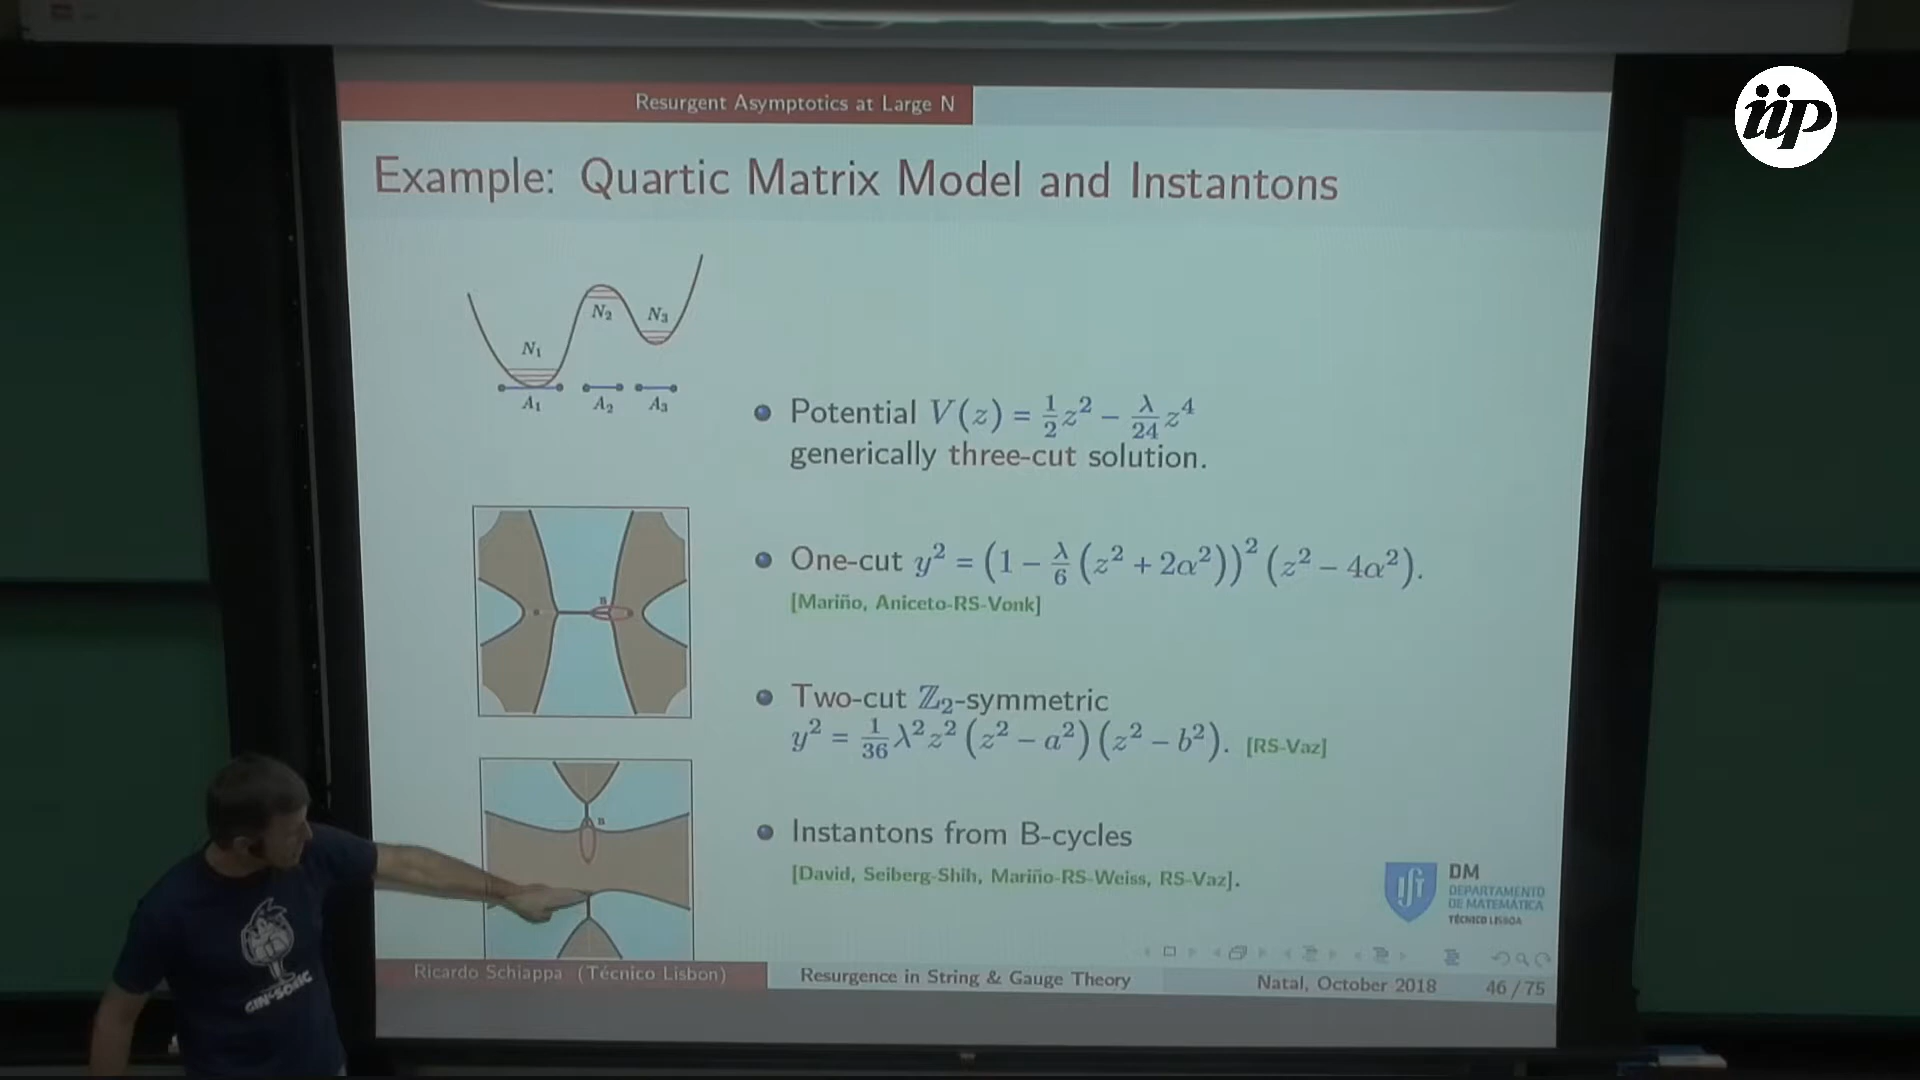 iip
Resurgent Asymptotics at Large N
Example: Quartic Matrix Model and Instantons
N₁
N₂
N₃
A₁
A₂
A₃
Potential V(z) = ½z² − λ/24 z⁴
generically three-cut solution.
B
One-cut y² = (1 − λ/6 (z² + 2α²))² (z² − 4α²).
[Mariño, Aniceto-RS-Vonk]
Two-cut ℤ₂-symmetric
y² = 1/36 λ²z² (z² − a²) (z² − b²). [RS-Vaz]
B
Instantons from B-cycles
[David, Seiberg-Shih, Mariño-RS-Weiss, RS-Vaz].
DM
DEPARTAMENTO
DE MATEMÁTICA
TÉCNICO LISBOA
Ricardo Schiappa (Técnico Lisbon)
Resurgence in String & Gauge Theory
Natal, October 2018
46 / 75